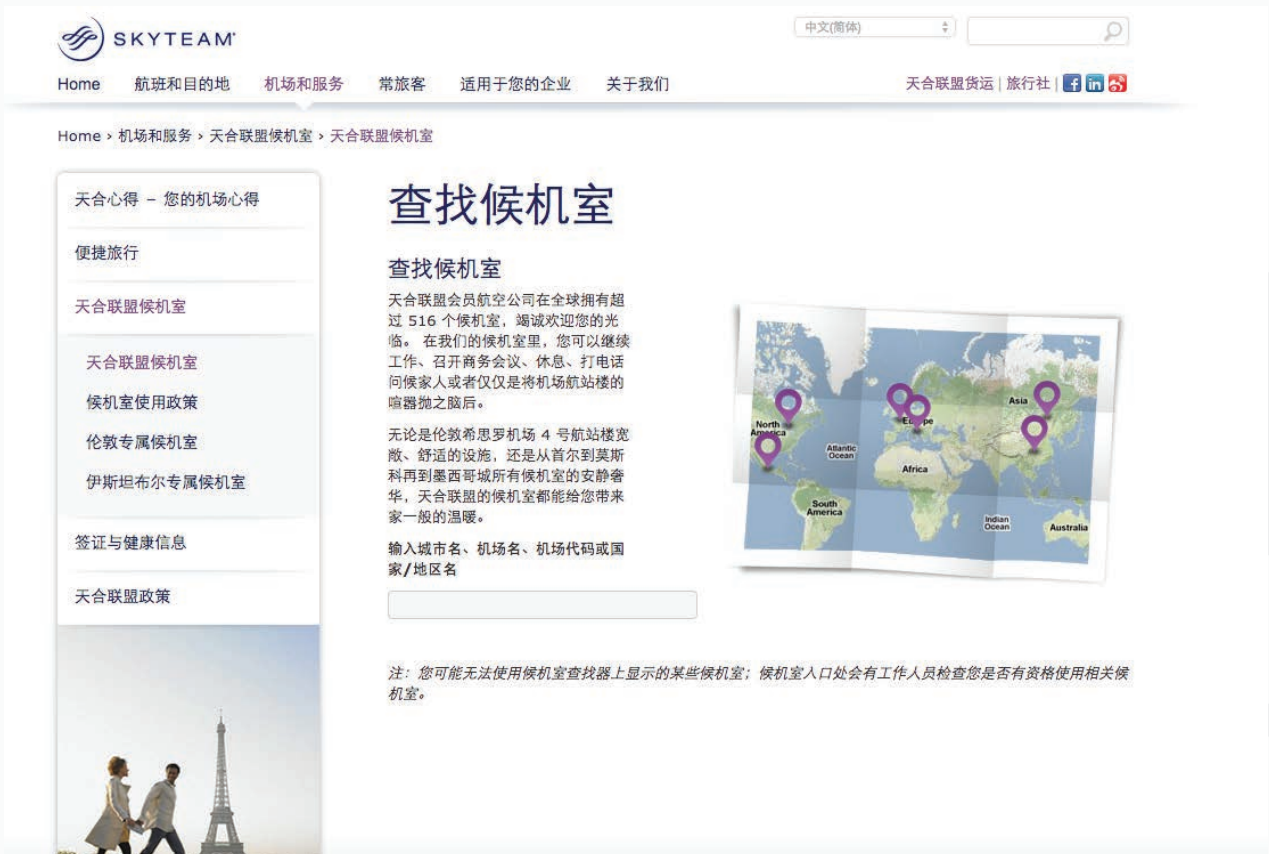 SKYTEAM
中文(简体)
Home 航班和目的地 机场和服务 常旅客 适用于您的企业 关于我们
天合联盟货运 | 旅行社 |
Home › 机场和服务 › 天合联盟候机室 › 天合联盟候机室
天合心得 – 您的机场心得
便捷旅行
天合联盟候机室
天合联盟候机室
候机室使用政策
伦敦专属候机室
伊斯坦布尔专属候机室
签证与健康信息
天合联盟政策
查找候机室
查找候机室
天合联盟会员航空公司在全球拥有超
过 516 个候机室，竭诚欢迎您的光
临。 在我们的候机室里，您可以继续
工作、召开商务会议、休息、打电话
问候家人或者仅仅是将机场航站楼的
喧嚣抛之脑后。
无论是伦敦希思罗机场 4 号航站楼宽
敞、舒适的设施，还是从首尔到莫斯
科再到墨西哥城所有候机室的安静奢
华，天合联盟的候机室都能给您带来
家一般的温暖。
输入城市名、机场名、机场代码或国
家/地区名
North
America
Atlantic
Ocean
Europe
Asia
Africa
South
America
Indian
Ocean
Australia
注：您可能无法使用候机室查找器上显示的某些候机室；候机室入口处会有工作人员检查您是否有资格使用相关候
机室。